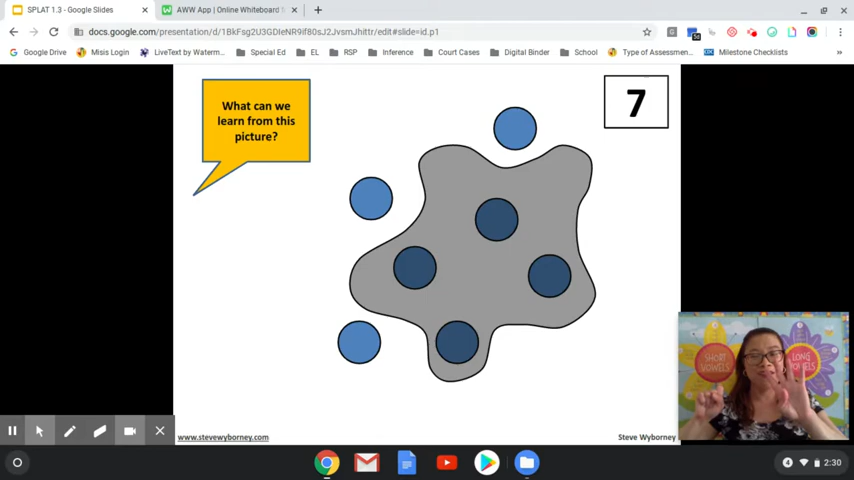 SPLAT 1.3 - Google Slides
AWW App | Online Whiteboard
docs.google.com/presentation/d/1BkFsg2U3GDIeNR9if80sJ2JvsmJhittr/edit#slide=id.p1
Google Drive
Misis Login
LiveText by Waterm...
Special Ed
EL
RSP
Inference
Court Cases
Digital Binder
School
Type of Assessmen...
Milestone Checklists
What can we
learn from this
picture?
7
SHORT
VOWELS
LONG
VOWELS
www.stevewyborney.com
Steve Wyborney
4
2:30